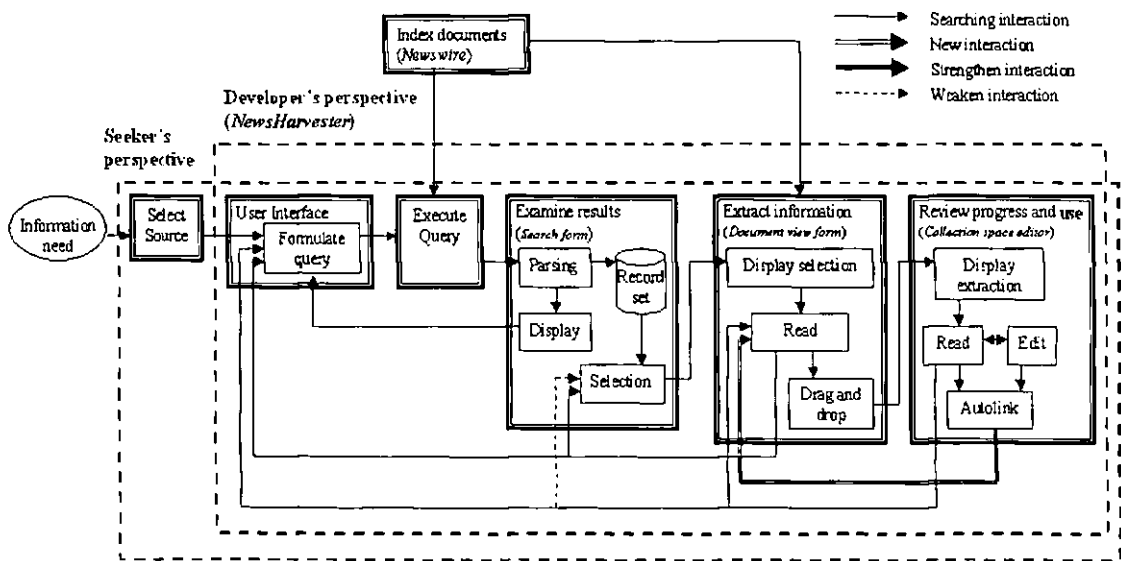 Index documents
(Newswire)
Searching interaction
New interaction
Strengthen interaction
Weaken interaction
Developer's perspective
(NewsHarvester)
Seeker's
perspective
Information
need
Select
Source
User Interface
Formulate
query
Execute
Query
Examine results
(Search form)
Parsing
Record
set
Display
Selection
Extract information
(Document view form)
Display selection
Read
Drag and
drop
Review progress and use
(Collection space editor)
Display
extraction
Read
Edit
Autolink